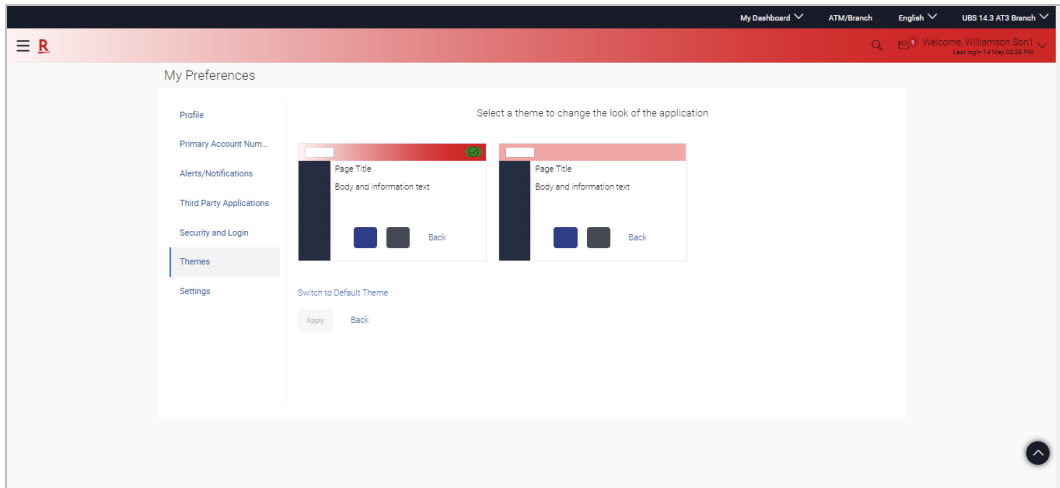 My Dashboard ATM/Branch English UBS 14.3 AT3 Branch
R 1 Welcome, Williamson Son1
Last login 14 May 02:29 PM
My Preferences
Profile
Primary Account Num...
Alerts/Notifications
Third Party Applications
Security and Login
Themes
Settings
Select a theme to change the look of the application
Page Title
Body and information text
Back
Page Title
Body and information text
Back
Switch to Default Theme
Apply Back